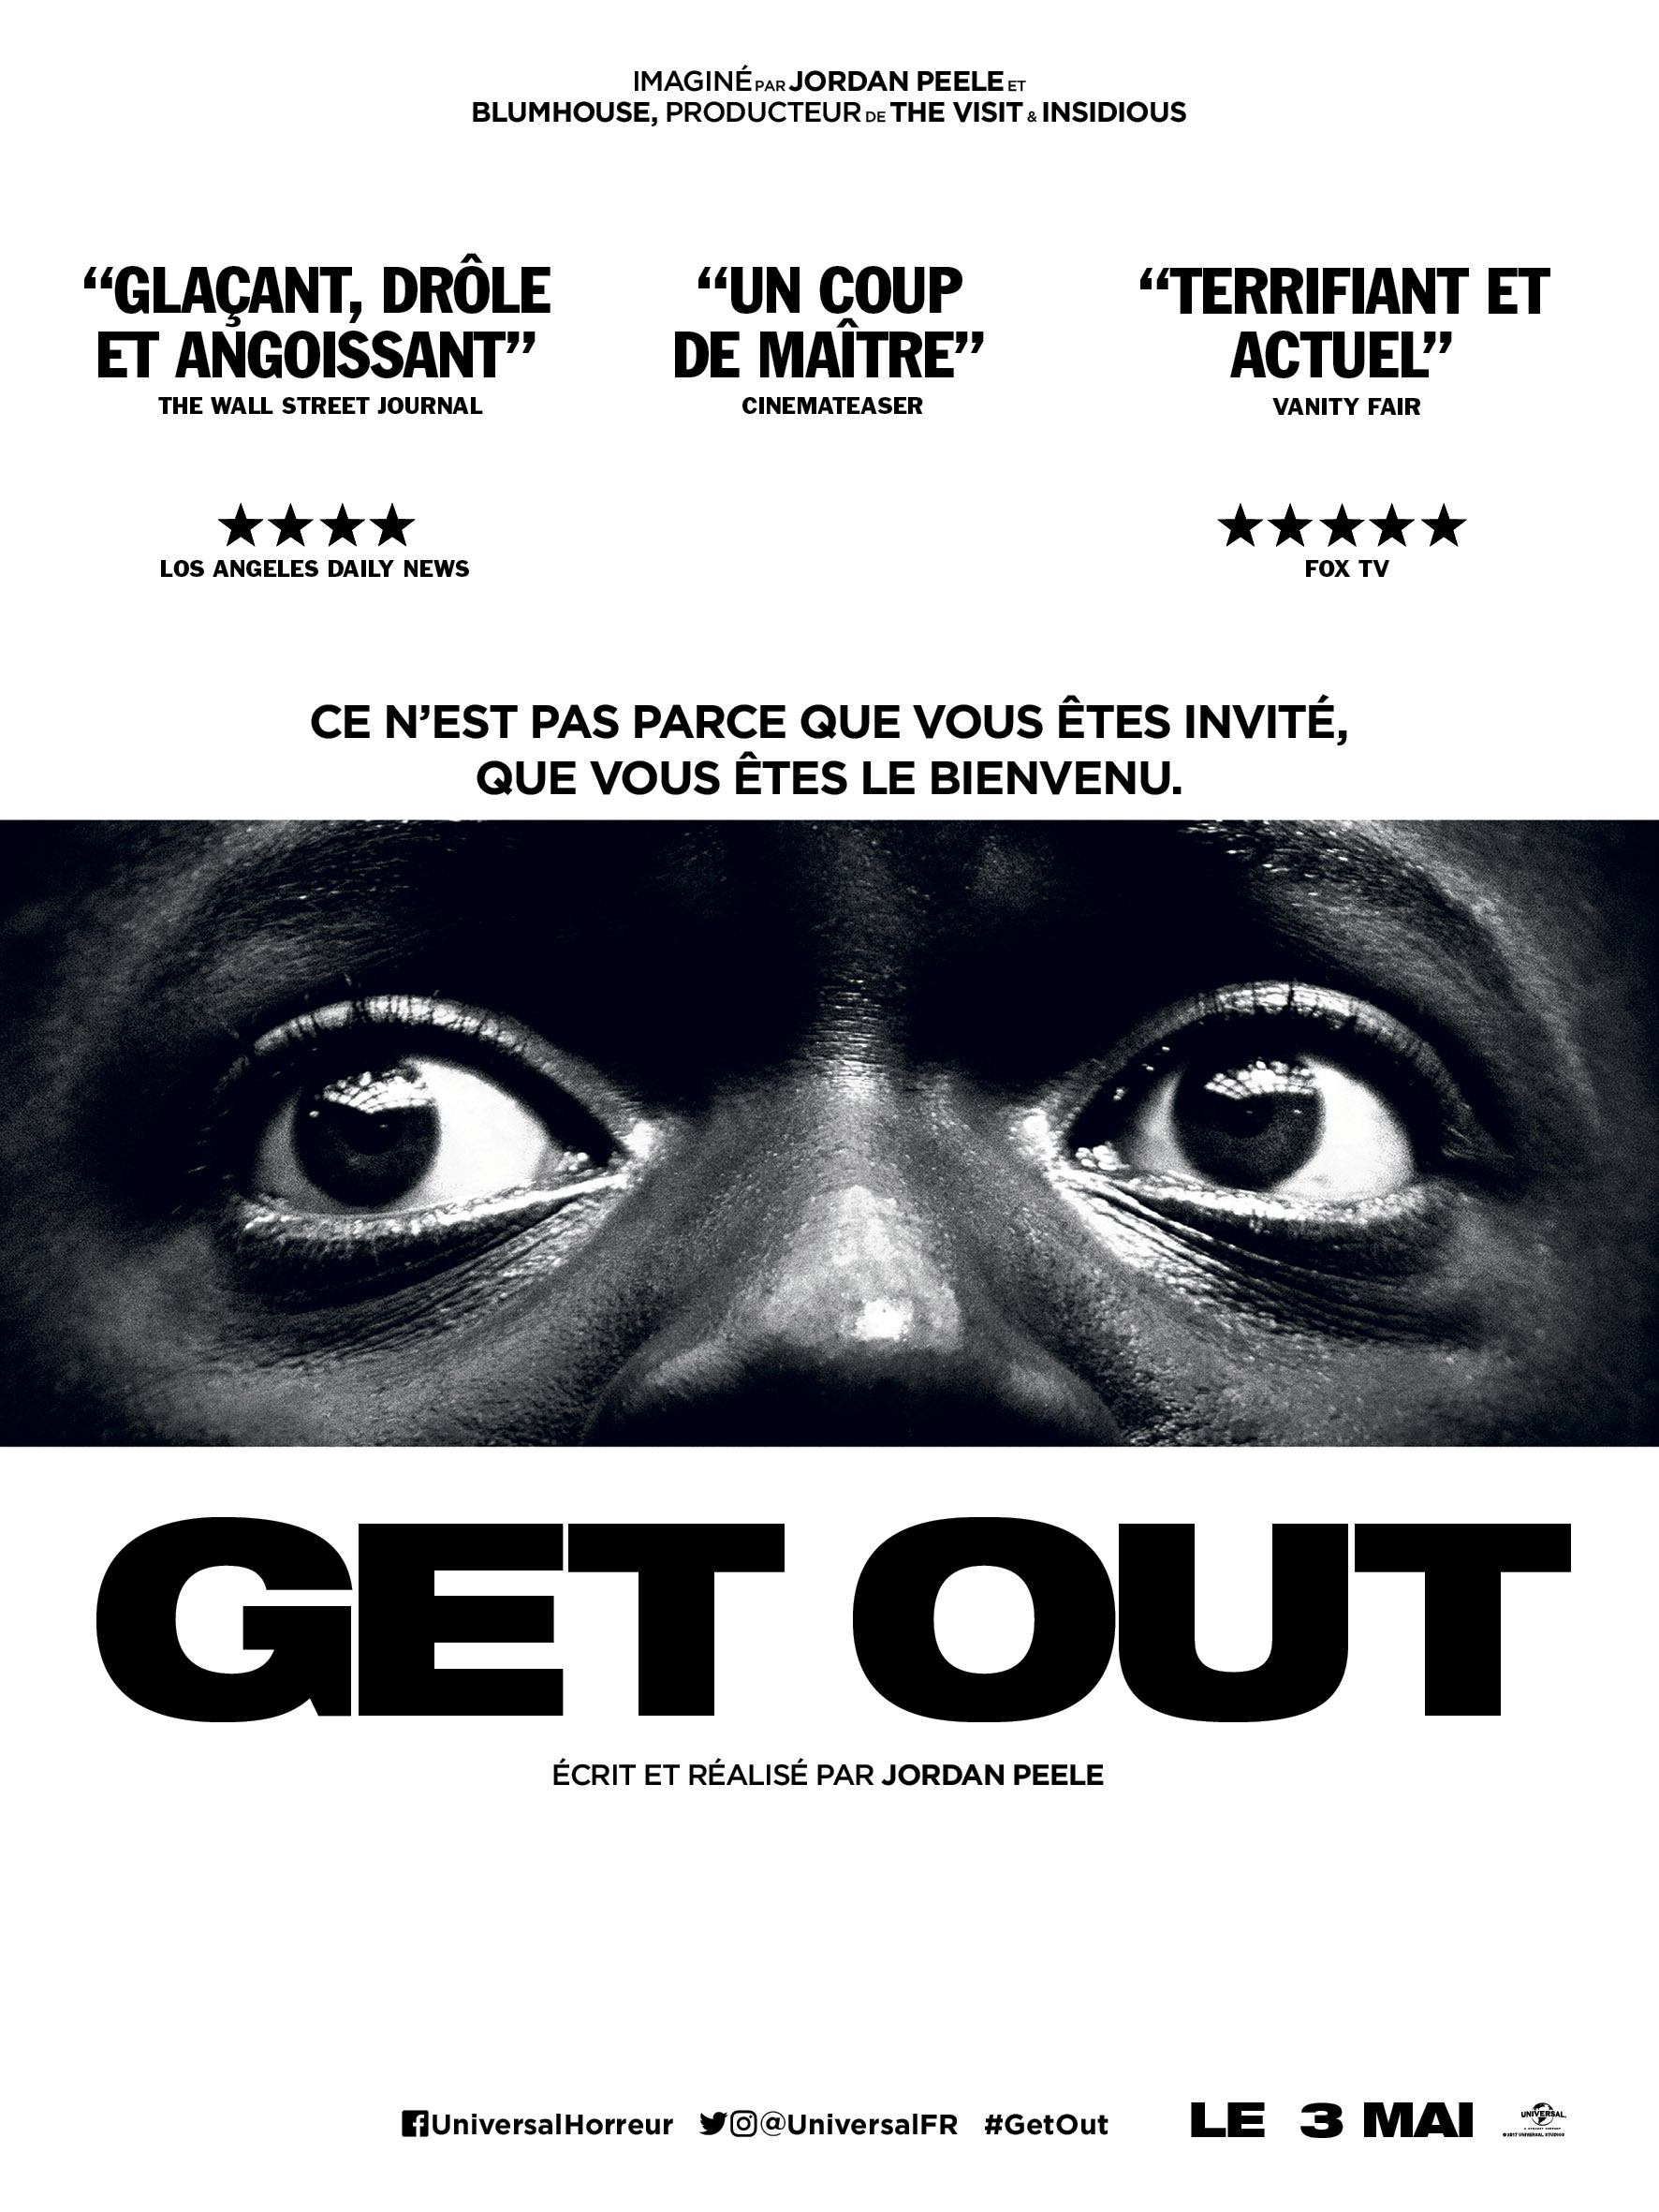 IMAGINÉ PAR JORDAN PEELE ET
BLUMHOUSE, PRODUCTEUR DE THE VISIT & INSIDIOUS
“GLAÇANT, DRÔLE
ET ANGOISSANT”
THE WALL STREET JOURNAL
“UN COUP
DE MAÎTRE”
CINEMATEASER
“TERRIFIANT ET
ACTUEL”
VANITY FAIR
★★★★
LOS ANGELES DAILY NEWS
★★★★★
FOX TV
CE N’EST PAS PARCE QUE VOUS ÊTES INVITÉ,
QUE VOUS ÊTES LE BIENVENU.
GET OUT
ÉCRIT ET RÉALISÉ PAR JORDAN PEELE
UniversalHorreur @UniversalFR #GetOut LE 3 MAI
UNIVERSAL
©2017 UNIVERSAL STUDIOS